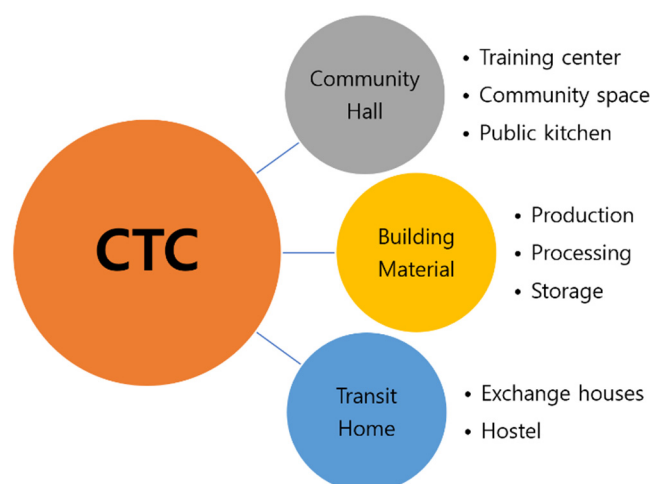 CTC
Community
Hall
• Training center
• Community space
• Public kitchen
Building
Material
• Production
• Processing
• Storage
Transit
Home
• Exchange houses
• Hostel